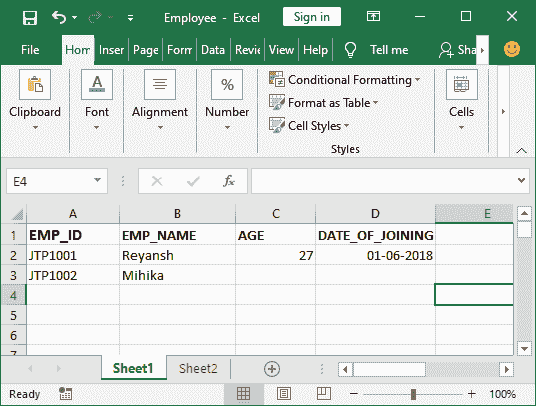 Employee - Excel Sign in
File Hom Inser Page Forr Data Revie View Help Tell me Sha
Clipboard Font Alignment Number Conditional Formatting Cells
Format as Table
Cell Styles
Styles
E4 fx
A B C D E
1 EMP_ID EMP_NAME AGE DATE_OF_JOINING
2 JTP1001 Reyansh 27 01-06-2018
3 JTP1002 Mihika
4
5
6
Sheet1 Sheet2
Ready 100%